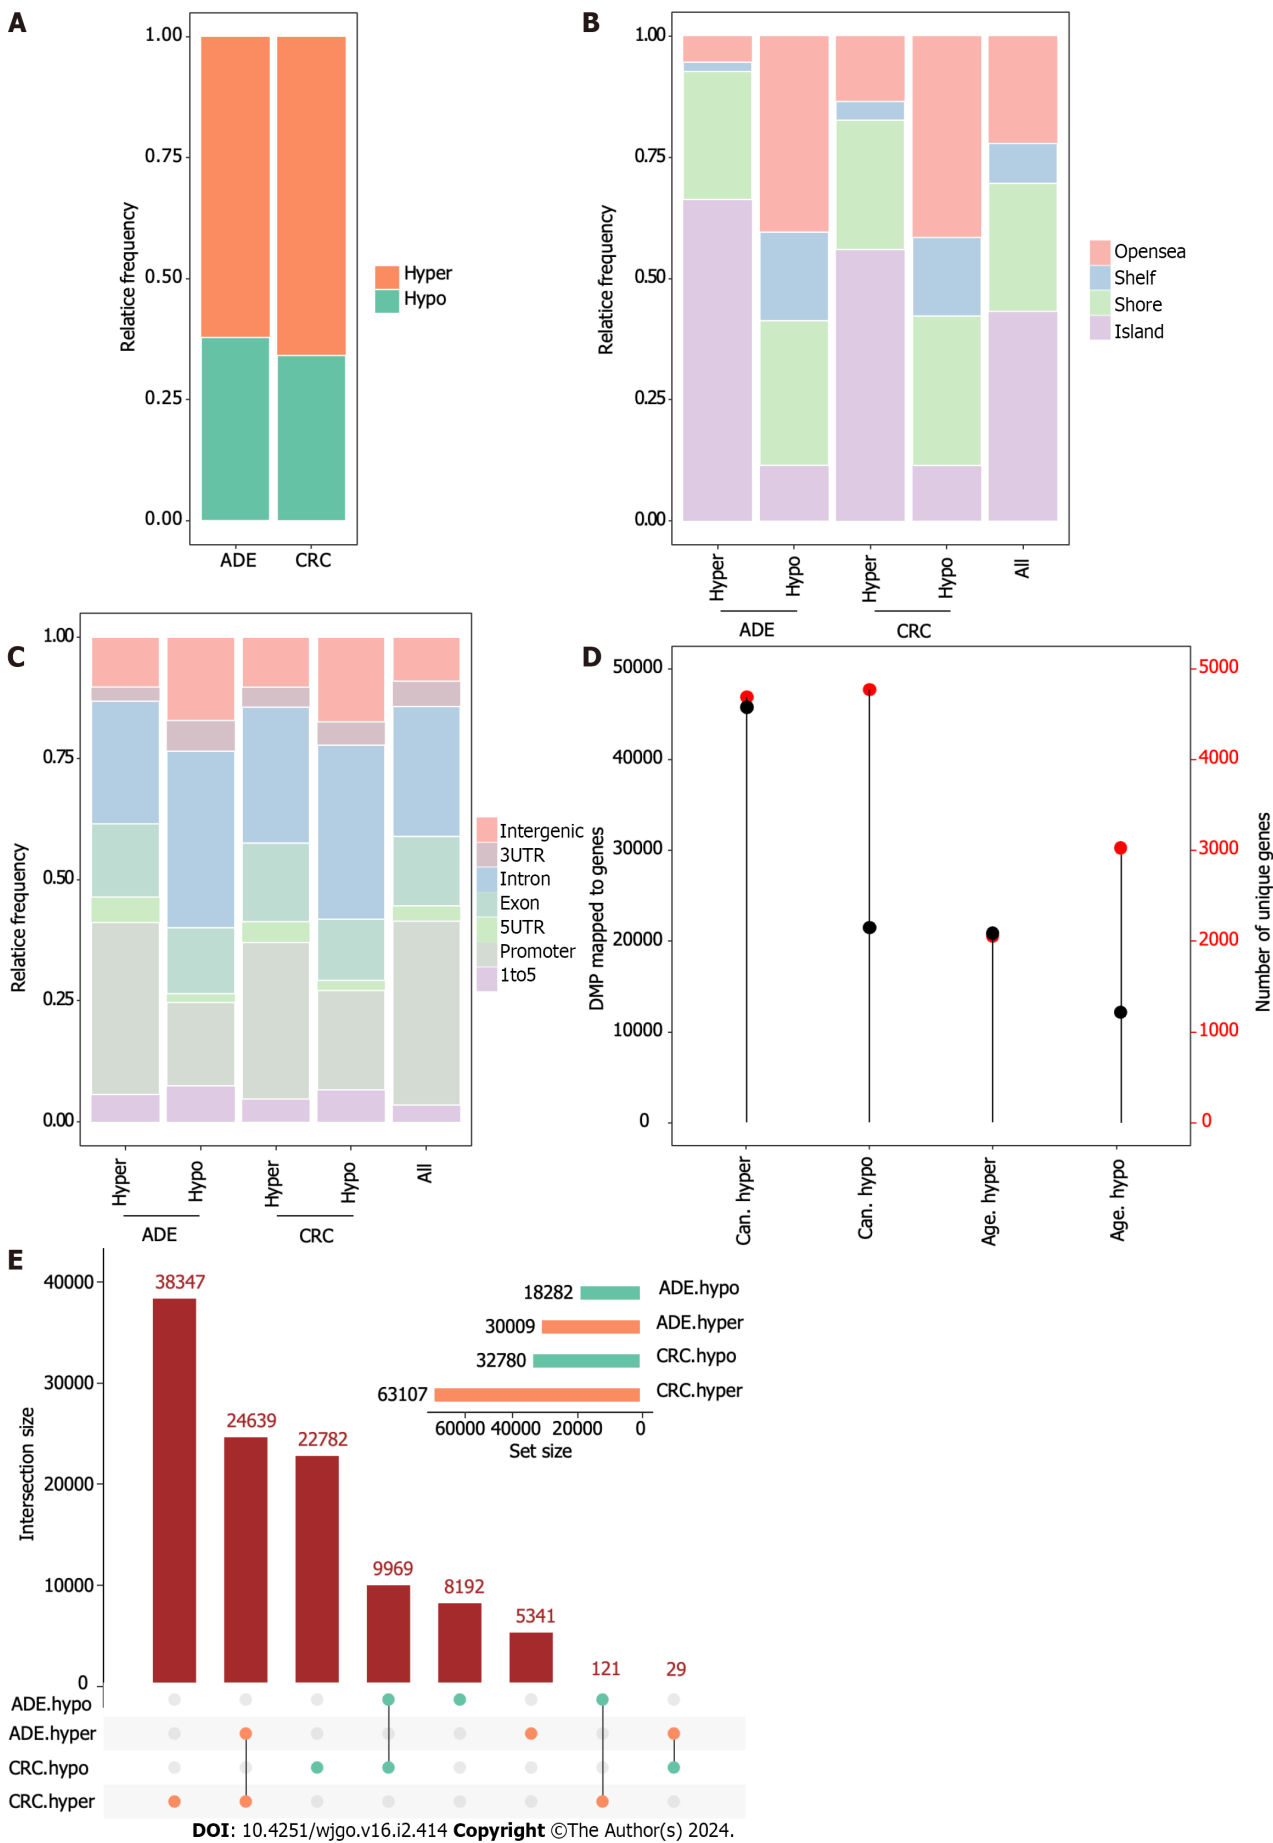 A
1.00
0.75
0.50
0.25
0.00
Relatice frequency
ADE
CRC
Hyper
Hypo
B
1.00
0.75
0.50
0.25
0.00
Relatice frequency
Hyper
Hypo
Hyper
Hypo
All
ADE
CRC
Opensea
Shelf
Shore
Island
C
1.00
0.75
0.50
0.25
0.00
Relatice frequency
Hyper
Hypo
Hyper
Hypo
All
ADE
CRC
Intergenic
3UTR
Intron
Exon
5UTR
Promoter
1to5
D
50000
40000
30000
20000
10000
0
DMP mapped to genes
5000
4000
3000
2000
1000
0
Number of unique genes
Can. hyper
Can. hypo
Age. hyper
Age. hypo
E
40000
30000
20000
10000
0
Intersection size
38347
24639
22782
9969
8192
5341
121
29
18282
ADE.hypo
30009
ADE.hyper
32780
CRC.hypo
63107
CRC.hyper
60000 40000 20000 0
Set size
ADE.hypo
ADE.hyper
CRC.hypo
CRC.hyper
DOI: 10.4251/wjgo.v16.i2.414 Copyright ©The Author(s) 2024.